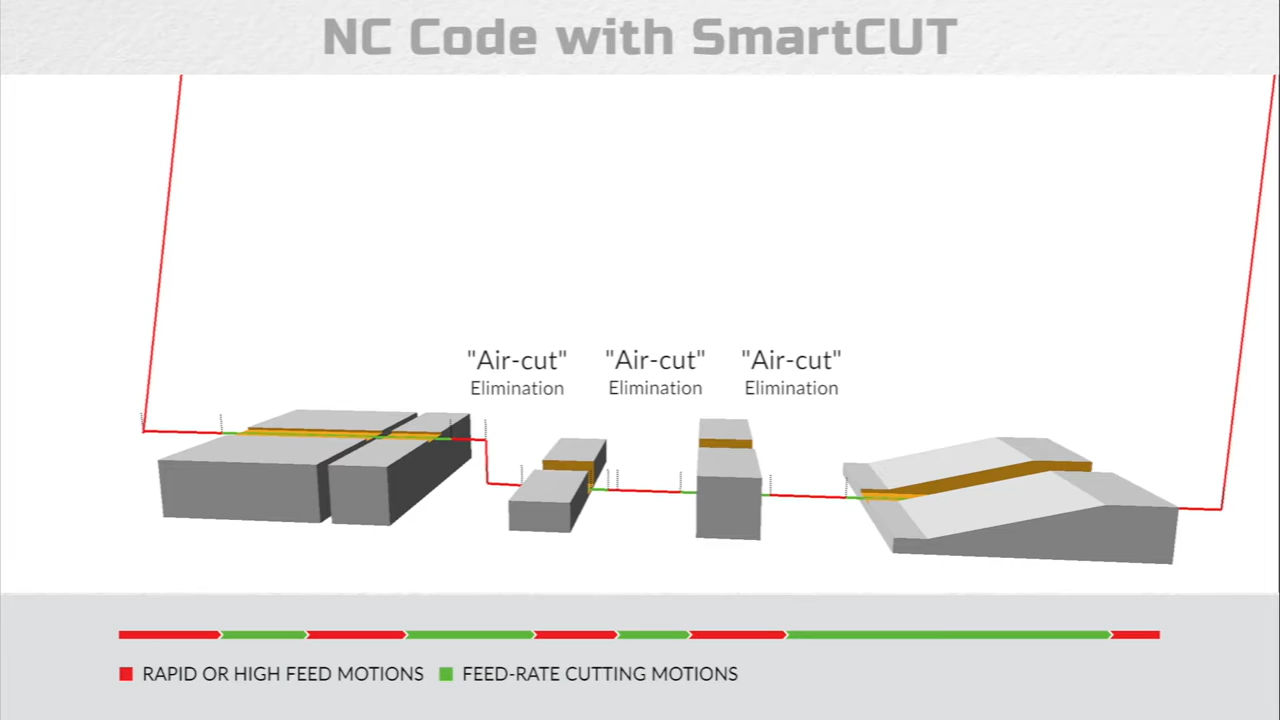 NC Code with SmartCUT
"Air-cut" "Air-cut" "Air-cut"
Elimination Elimination Elimination
RAPID OR HIGH FEED MOTIONS FEED-RATE CUTTING MOTIONS